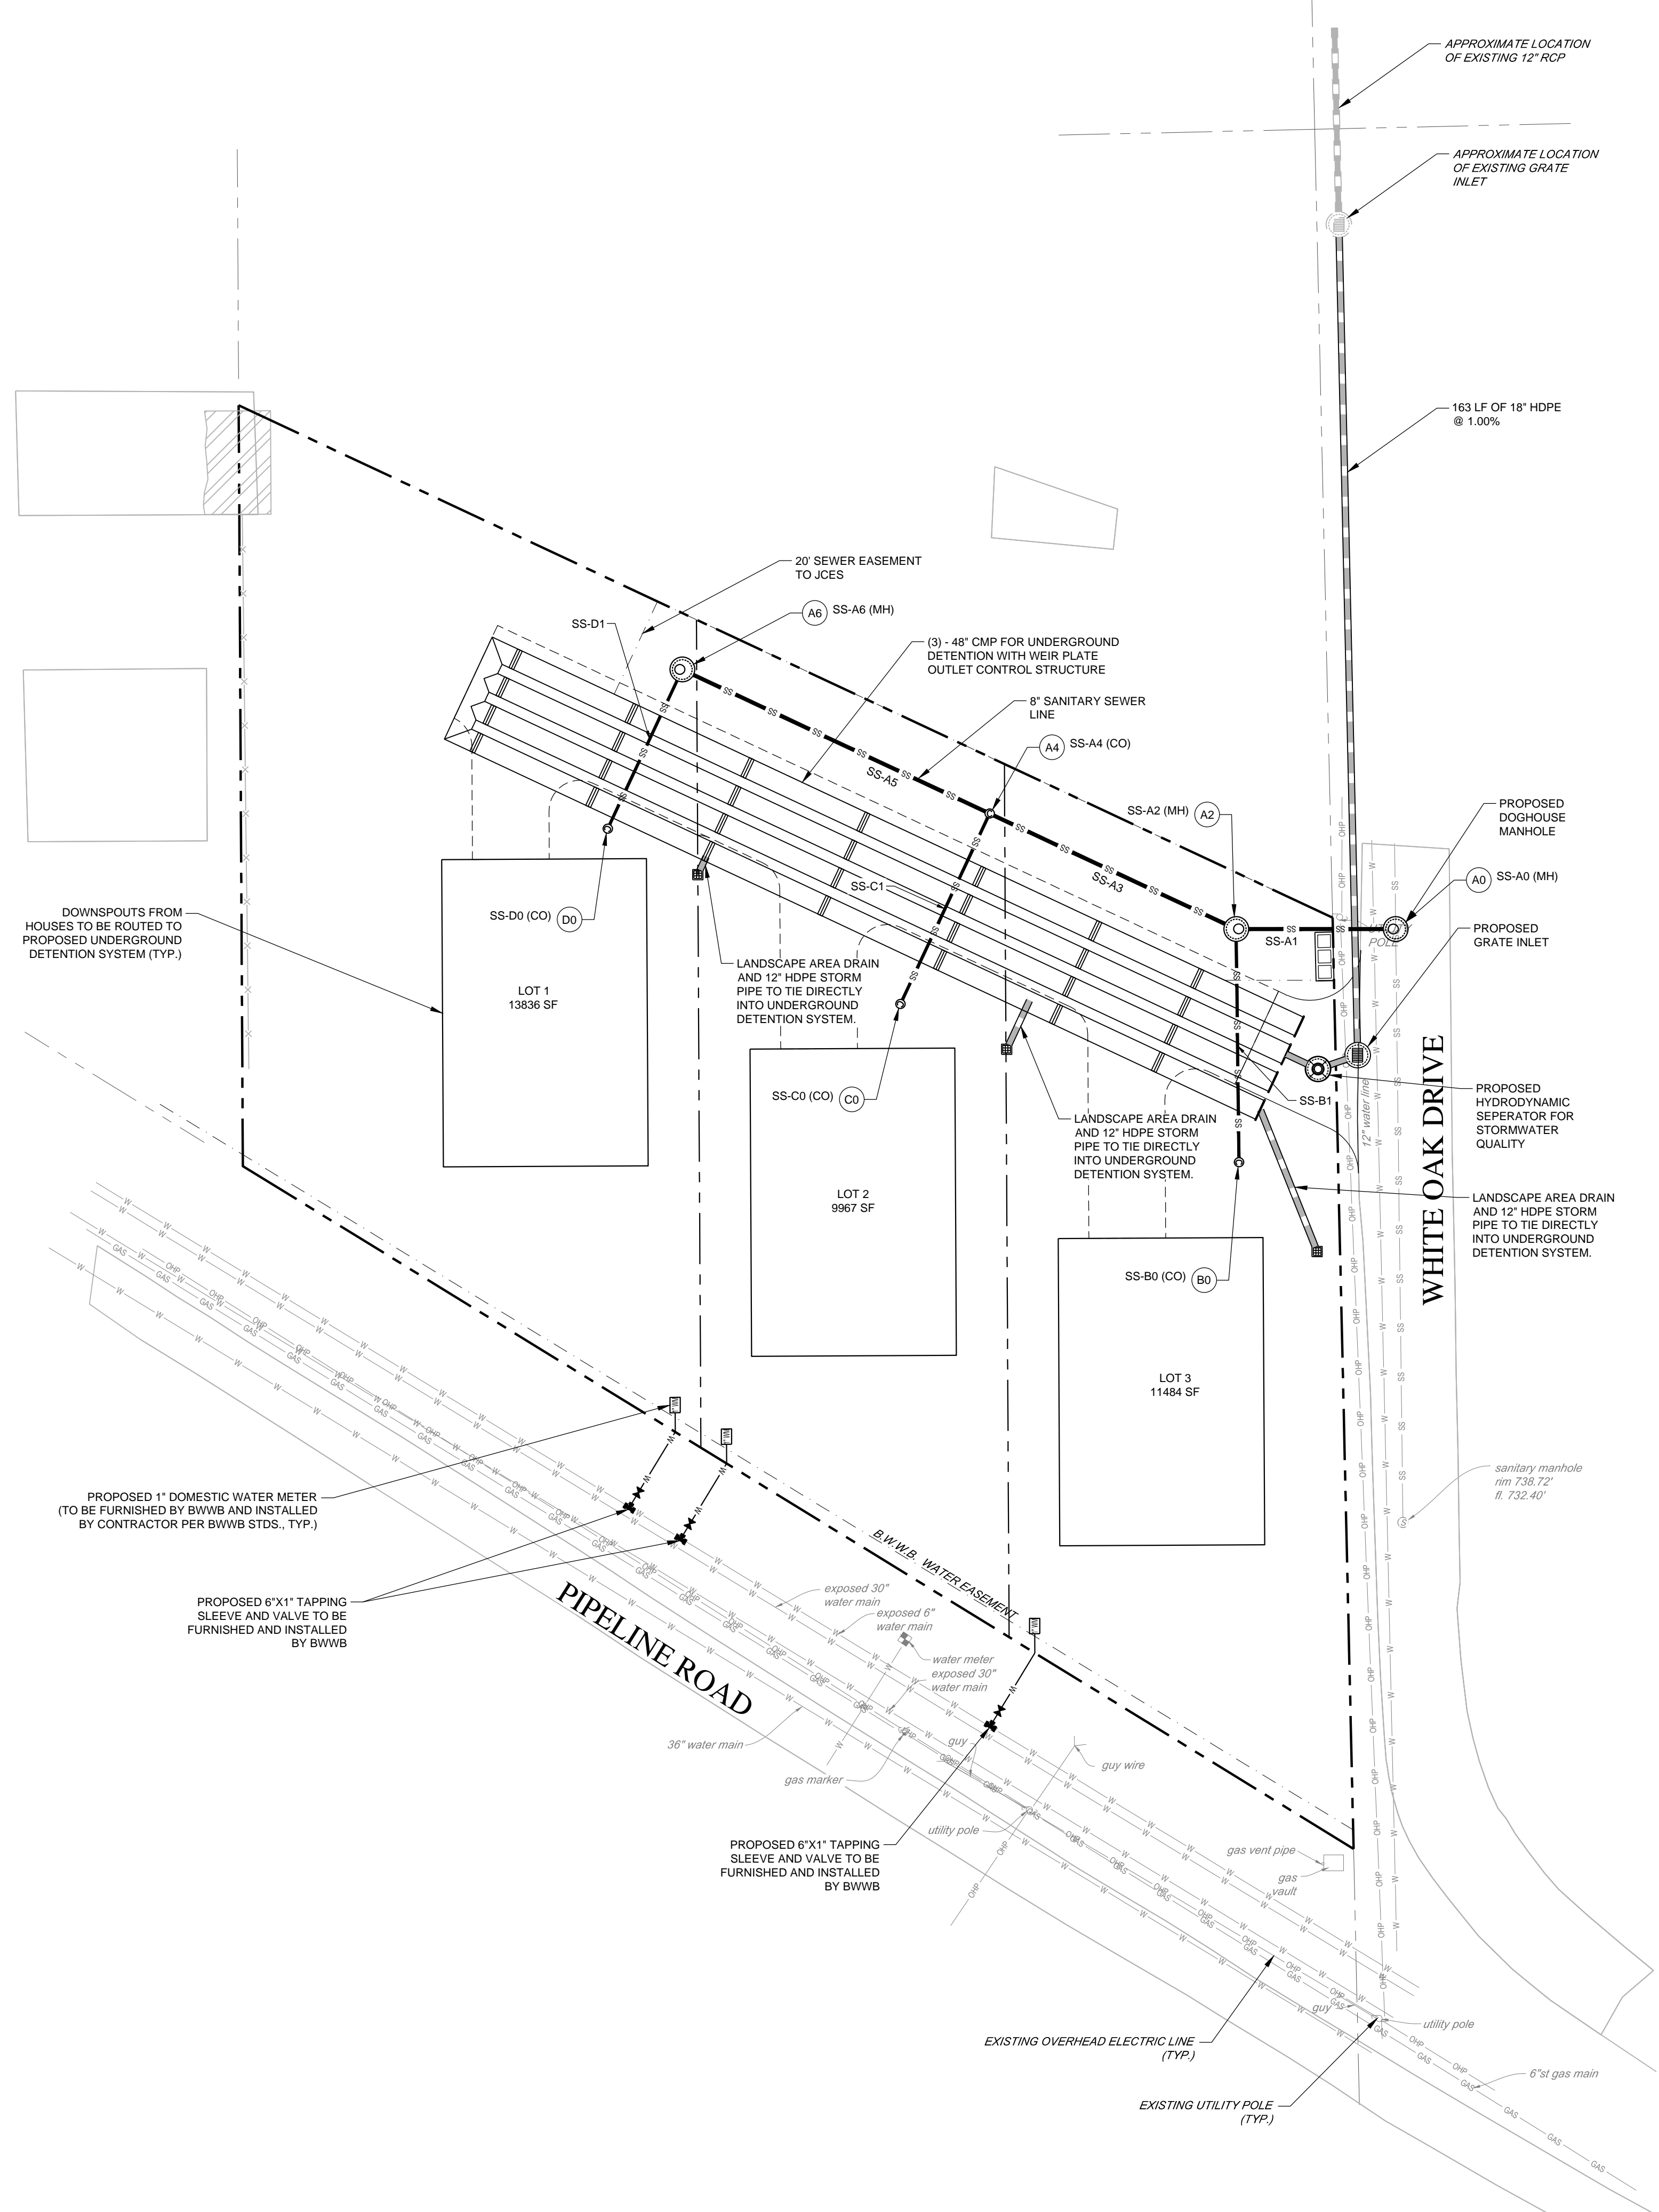 APPROXIMATE LOCATION
OF EXISTING 12" RCP
APPROXIMATE LOCATION
OF EXISTING GRATE
INLET
163 LF OF 18" HDPE
@ 1.00%
20' SEWER EASEMENT
TO JCES
A6 SS-A6 (MH)
SS-D1
(3) - 48" CMP FOR UNDERGROUND
DETENTION WITH WEIR PLATE
OUTLET CONTROL STRUCTURE
8" SANITARY SEWER
LINE
A4 SS-A4 (CO)
SS-A5
SS-A2 (MH) A2
PROPOSED
DOGHOUSE
MANHOLE
A0 SS-A0 (MH)
SS-A3
SS-C1
SS-D0 (CO) D0
DOWNSPOUTS FROM
HOUSES TO BE ROUTED TO
PROPOSED UNDERGROUND
DETENTION SYSTEM (TYP.)
PROPOSED
GRATE INLET
SS-A1
POLE
LANDSCAPE AREA DRAIN
AND 12" HDPE STORM
PIPE TO TIE DIRECTLY
INTO UNDERGROUND
DETENTION SYSTEM.
LOT 1
13836 SF
SS-C0 (CO) C0
SS-B1
PROPOSED
HYDRODYNAMIC
SEPERATOR FOR
STORMWATER
QUALITY
12" water line
WHITE OAK DRIVE
LANDSCAPE AREA DRAIN
AND 12" HDPE STORM
PIPE TO TIE DIRECTLY
INTO UNDERGROUND
DETENTION SYSTEM.
LOT 2
9967 SF
LANDSCAPE AREA DRAIN
AND 12" HDPE STORM
PIPE TO TIE DIRECTLY
INTO UNDERGROUND
DETENTION SYSTEM.
SS-B0 (CO) B0
LOT 3
11484 SF
sanitary manhole
rim 738.72'
fl. 732.40'
PROPOSED 1" DOMESTIC WATER METER
(TO BE FURNISHED BY BWWB AND INSTALLED
BY CONTRACTOR PER BWWB STDS., TYP.)
B.W.W.B. WATER EASEMENT
PROPOSED 6"X1" TAPPING
SLEEVE AND VALVE TO BE
FURNISHED AND INSTALLED
BY BWWB
PIPELINE ROAD
exposed 30"
water main
exposed 6"
water main
water meter
exposed 30"
water main
36" water main
guy
guy wire
gas marker
utility pole
PROPOSED 6"X1" TAPPING
SLEEVE AND VALVE TO BE
FURNISHED AND INSTALLED
BY BWWB
gas vent pipe
gas
vault
guy
utility pole
EXISTING OVERHEAD ELECTRIC LINE
(TYP.)
6"st gas main
EXISTING UTILITY POLE
(TYP.)